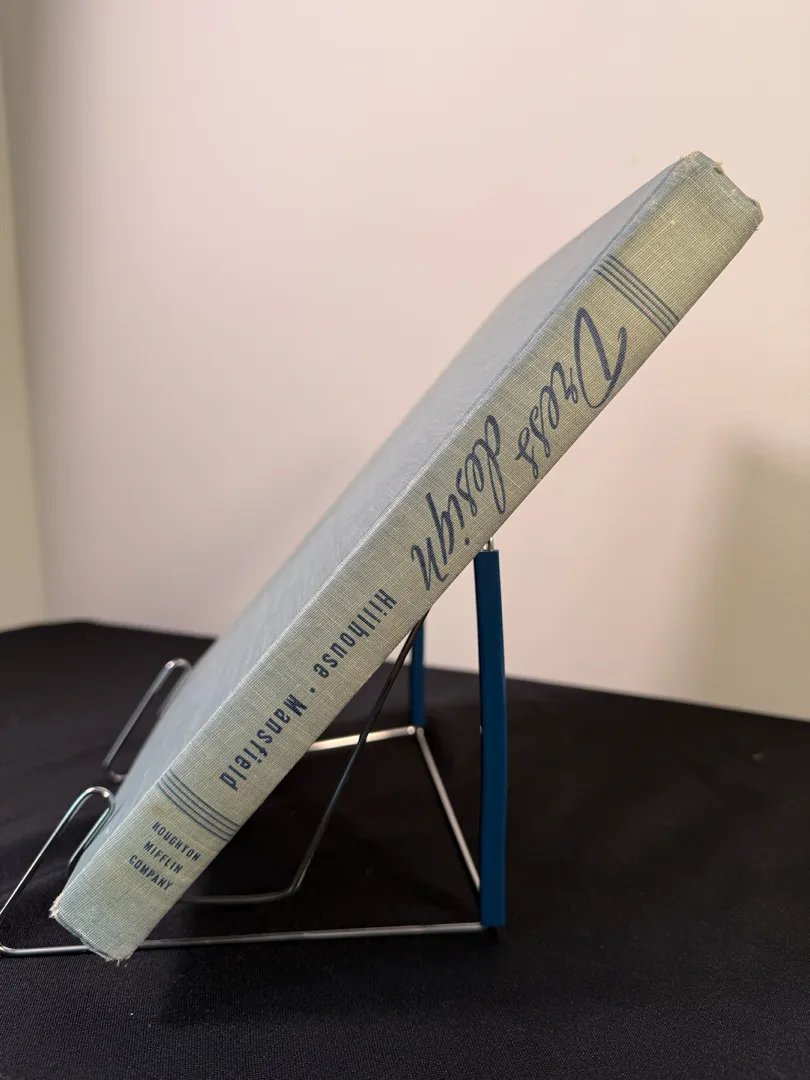 Dress design
Hillhouse • Mansfield
HOUGHTON
MIFFLIN
COMPANY